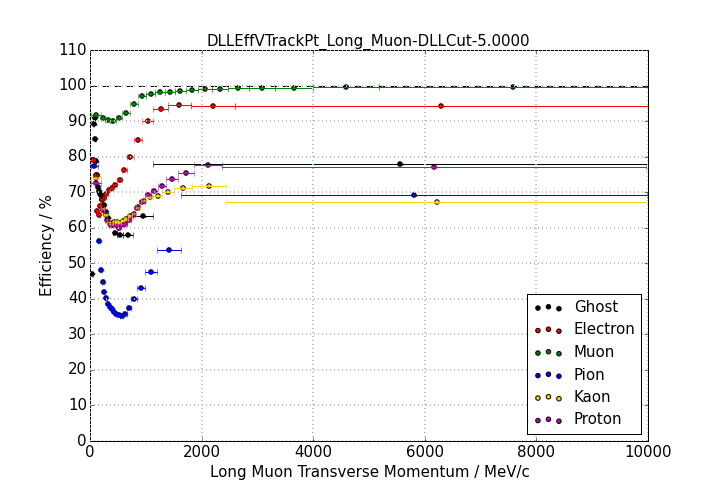 DLLEffVTrackPt_Long_Muon-DLLCut-5.0000
110
100
90
80
70
60
50
40
30
20
10
0
Efficiency / %
Ghost
Electron
Muon
Pion
Kaon
Proton
0 2000 4000 6000 8000 10000
Long Muon Transverse Momentum / MeV/c